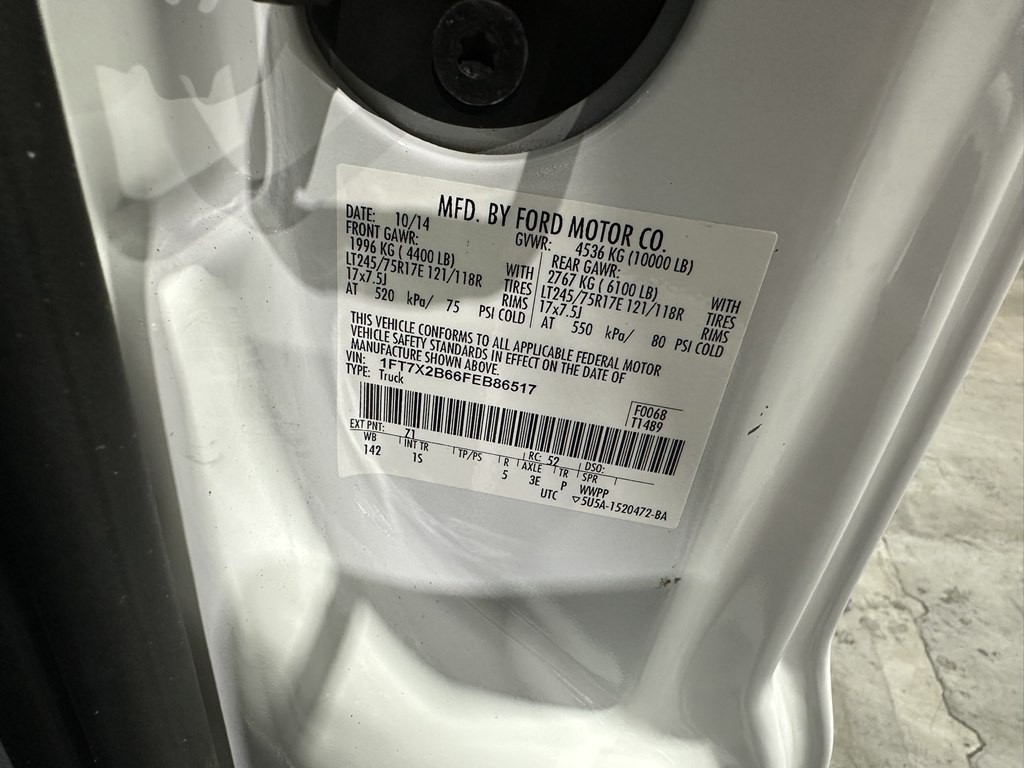 MFD. BY FORD MOTOR CO.
DATE: 10/14 GVWR: 4536 KG (10000 LB)
FRONT GAWR: REAR GAWR:
1996 KG ( 4400 LB) WITH 2767 KG ( 6100 LB) WITH
LT245/75R17E 121/118R TIRES LT245/75R17E 121/118R TIRES
17x7.5J RIMS 17x7.5J RIMS
AT 520 kPa/ 75 PSI COLD AT 550 kPa/ 80 PSI COLD
THIS VEHICLE CONFORMS TO ALL APPLICABLE FEDERAL MOTOR
VEHICLE SAFETY STANDARDS IN EFFECT ON THE DATE OF
MANUFACTURE SHOWN ABOVE.
VIN: 1FT7X2B66FEB86517
TYPE: Truck
F0068
T1489
EXT PNT: Z1 RC: 52 DSO:
WB INT TR TP/PS R AXLE TR SPR
142 1S 5 3E P WWPP
UTC ▽5U5A-1520472-BA